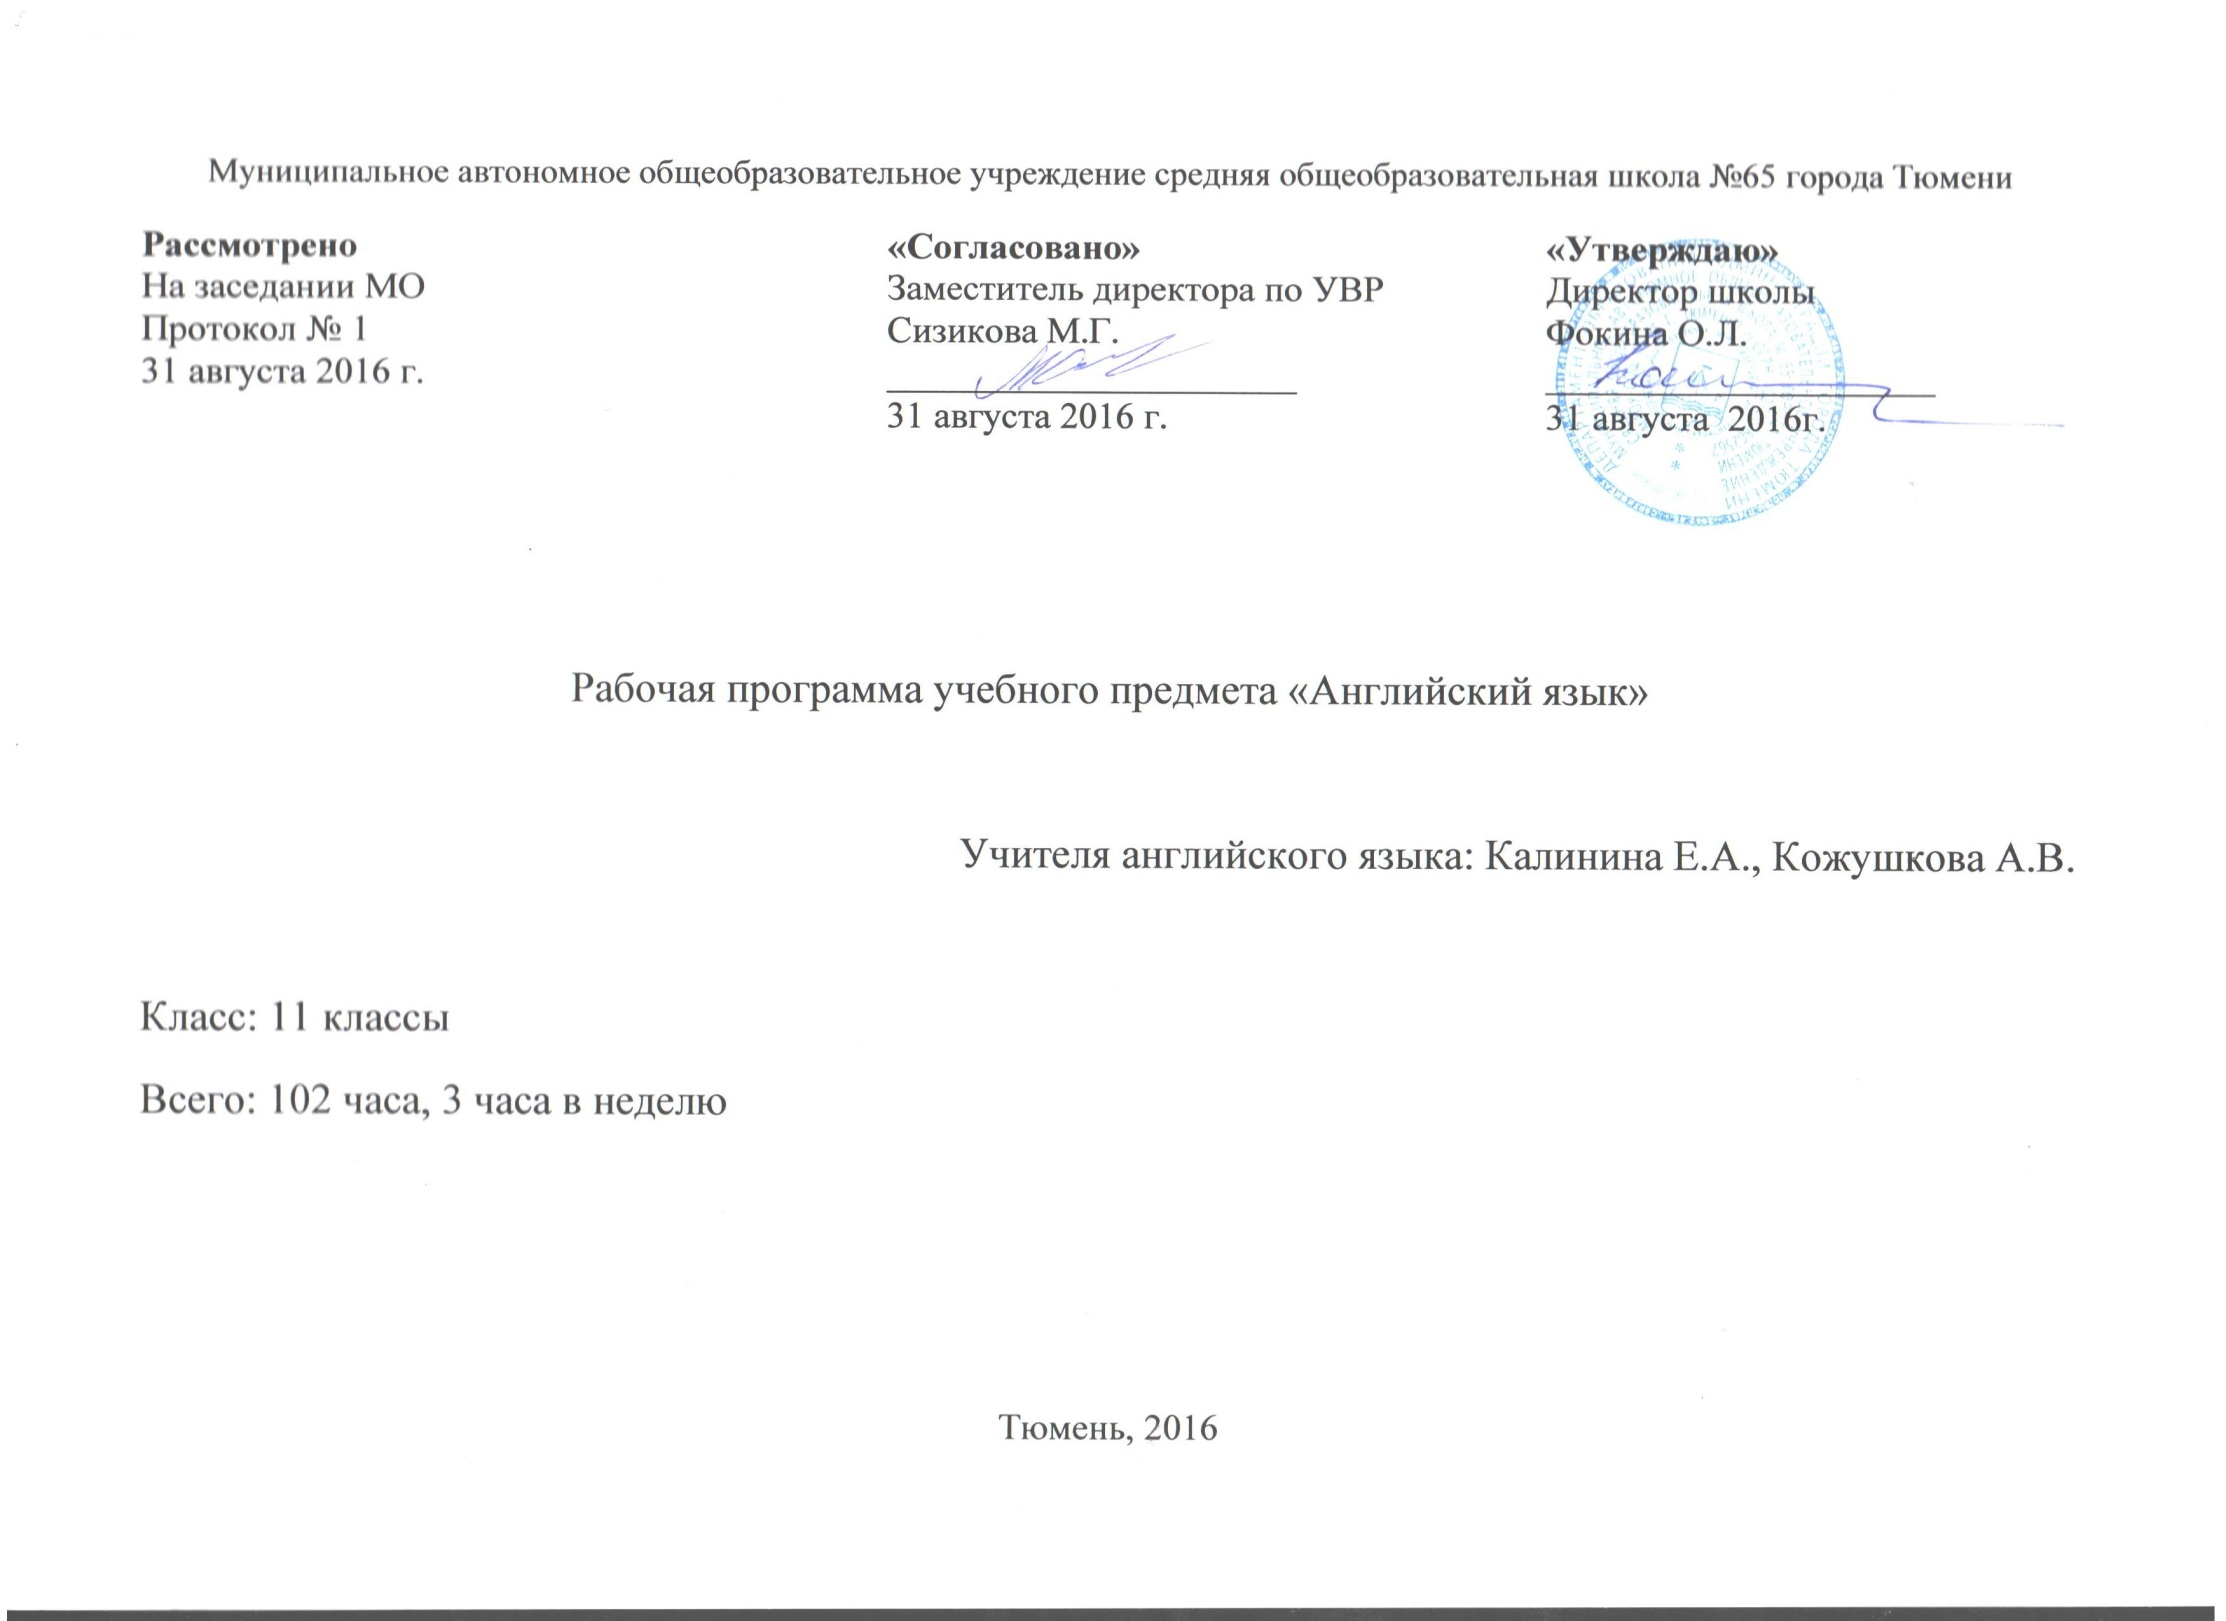 Муниципальное автономное общеобразовательное учреждение средняя общеобразовательная школа №65 города Тюмени
Рассмотрено
На заседании МО
Протокол № 1
31 августа 2016 г.
«Согласовано»
Заместитель директора по УВР
Сизикова М.Г.
31 августа 2016 г.
«Утверждаю»
Директор школы
Фокина О.Л.
31 августа  2016г.
Рабочая программа учебного предмета «Английский язык»
Учителя английского языка: Калинина Е.А., Кожушкова А.В.
Класс: 11 классы
Всего: 102 часа, 3 часа в неделю
Тюмень, 2016